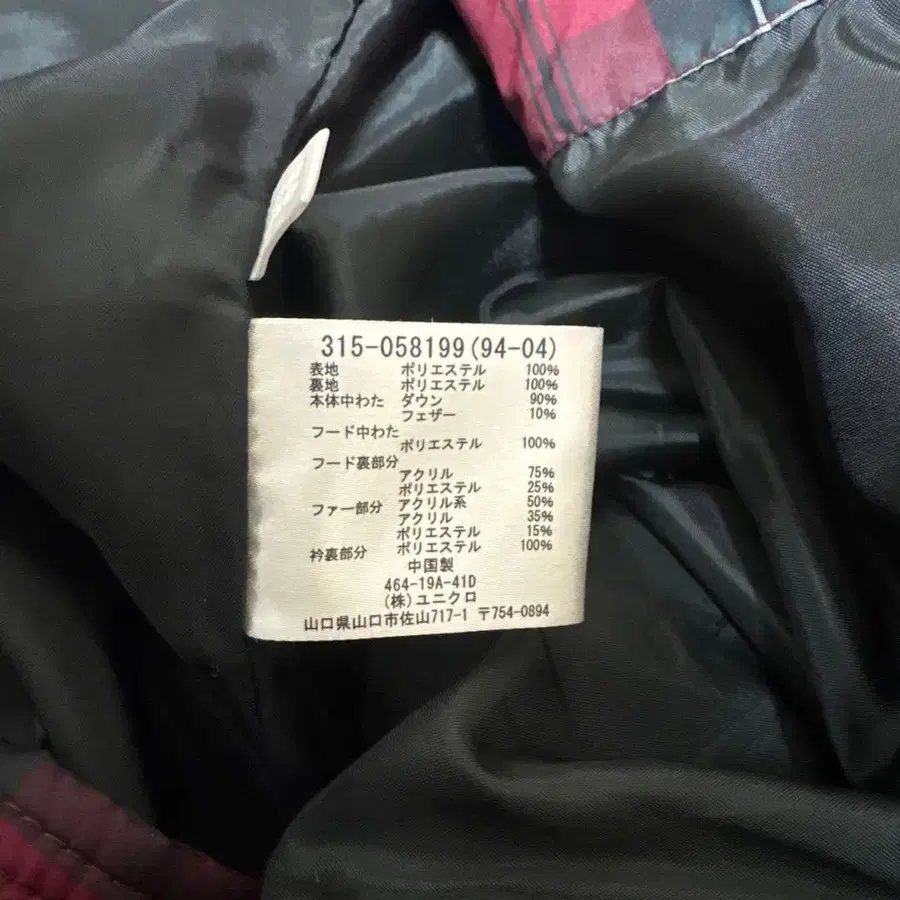 315-058199(94-04)
表地 ポリエステル 100%
裏地 ポリエステル 100%
本体中わた ダウン 90%
フェザー 10%
フード中わた
ポリエステル 100%
フード裏部分
アクリル 75%
ポリエステル 25%
ファー部分 アクリル系 50%
アクリル 35%
ポリエステル 15%
衿裏部分 ポリエステル 100%
中国製
464-19A-41D
(株)ユニクロ
山口県山口市佐山717-1 〒754-0894